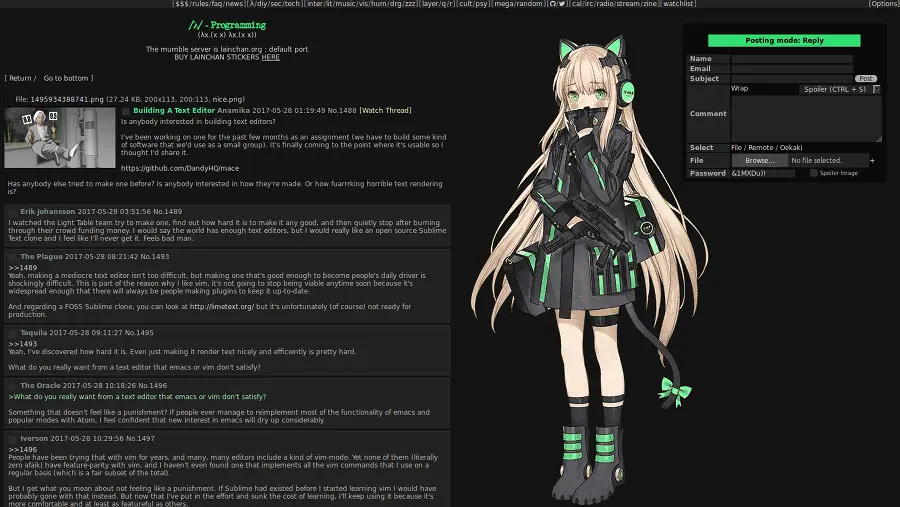 [$$$/rules/faq/news][λ/diy/sec/tech][inter/lit/music/vis/hum/drg/zzz][layer/q/r][cult/psy][mega/random][cal/irc/radio/stream/zine][watchlist]
[Options]
/λ/ - Programming
(λx.(x x) λx.(x x))
The mumble server is lainchan.org : default port
BUY LAINCHAN STICKERS HERE
[ Return / Go to bottom ]
File: 1495934388741.png (27.24 KB, 200x113, 200:113, nice.png)
Building A Text Editor Anamika 2017-05-28 01:19:49 No.1488 [Watch Thread]
Is anybody interested in building text editors?
I've been working on one for the past few months as an assignment (we have to build some kind
of software that we'd use as a small group). It's finally coming to the point where it's usable so I
thought I'd share it.
https://github.com/DandyHQ/mace
Has anybody else tried to make one before? Is anybody interested in how they're made. Or how fuarrking horrible text rendering
is?
Erik Johansson 2017-05-28 03:51:56 No.1489
I watched the Light Table team try to make one, find out how hard it is to make it any good, and then quietly stop after burning
through their crowd funding money. I would say the world has enough text editors, but I would really like an open source Sublime
Text clone and I feel like I'll never get it. Feels bad man.
The Plague 2017-05-28 08:21:42 No.1493
>>1489
Yeah, making a mediocre text editor isn't too difficult, but making one that's good enough to become people's daily driver is
shockingly difficult. This is part of the reason why I like vim, it's not going to stop being viable anytime soon because it's
widespread enough that there will always be people making plugins to keep it up-to-date.
And regarding a FOSS Sublime clone, you can look at http://limetext.org/ but it's unfortunately (of course) not ready for
production.
Tequila 2017-05-28 09:11:27 No.1495
>>1493
Yeah, I've discovered how hard it is. Even just making it render text nicely and efficiently is pretty hard.
What do you really want from a text editor that emacs or vim don't satisfy?
The Oracle 2017-05-28 10:18:26 No.1496
>What do you really want from a text editor that emacs or vim don't satisfy?
Something that doesn't feel like a punishment? If people ever manage to reimplement most of the functionality of emacs and
popular modes with Atom, I feel confident that new interest in emacs will dry up considerably.
Iverson 2017-05-28 10:29:56 No.1497
>>1496
People have been trying that with vim for years, and many, many editors include a kind of vim-mode. Yet none of them (literally
zero afaik) have feature-parity with vim, and I haven't even found one that implements all the vim commands that I use on a
regular basis (which is a fair subset of the total).
But I get what you mean about not feeling like a punishment. If Sublime had existed before I started learning vim I would have
probably gone with that instead. But now that I've put in the effort and sunk the cost of learning, I'll keep using it because it's
more comfortable and at least as featureful as others.
Posting mode: Reply
Name
Email
Subject
Post
Comment
Wrap
Spoiler (CTRL + S)
Select
File / Remote / Oekaki
File
Browse...
No file selected.
+
Password
&1MXDu)!
Spoiler Image